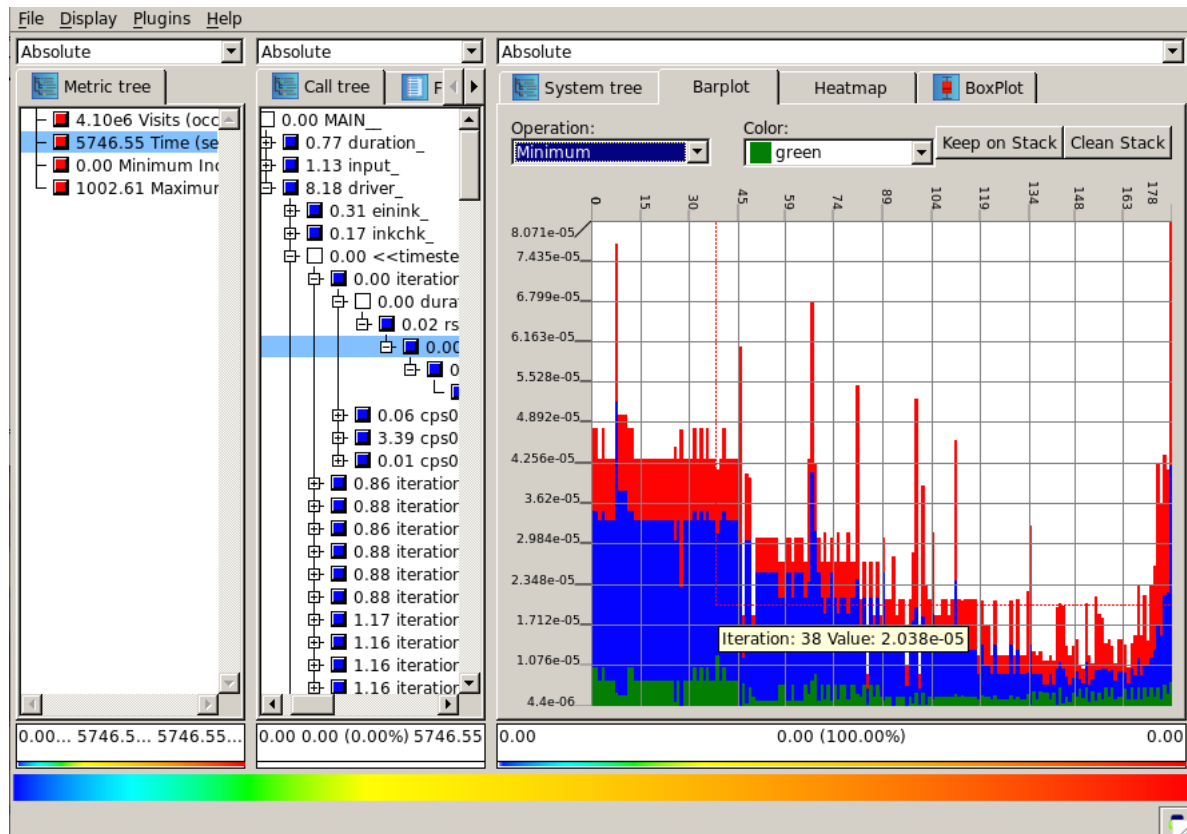 File Display Plugins Help
Absolute Absolute Absolute
Metric tree Call tree F System tree Barplot Heatmap BoxPlot
4.10e6 Visits (occ
5746.55 Time (se
0.00 Minimum Inc
1002.61 Maximur
0.00 MAIN__
0.77 duration_
1.13 input_
8.18 driver_
0.31 einink_
0.17 inkchk_
0.00 <<timeste
0.00 iteration
0.00 dura
0.02 rs
0.00
0
0.06 cps0
3.39 cps0
0.01 cps0
0.86 iteration
0.88 iteration
0.86 iteration
0.88 iteration
0.88 iteration
0.88 iteration
1.17 iteration
1.16 iteration
1.16 iteration
1.16 iteration
Operation: Color:
Minimum green Keep on Stack Clean Stack
0 15 30 45 59 74 89 104 119 134 148 163 178
8.071e-05
7.435e-05
6.799e-05
6.163e-05
5.528e-05
4.892e-05
4.256e-05
3.62e-05
2.984e-05
2.348e-05
1.712e-05
1.076e-05
4.4e-06
Iteration: 38 Value: 2.038e-05
0.00... 5746.5... 5746.55... 0.00 0.00 (0.00%) 5746.55 0.00 0.00 (100.00%) 0.00